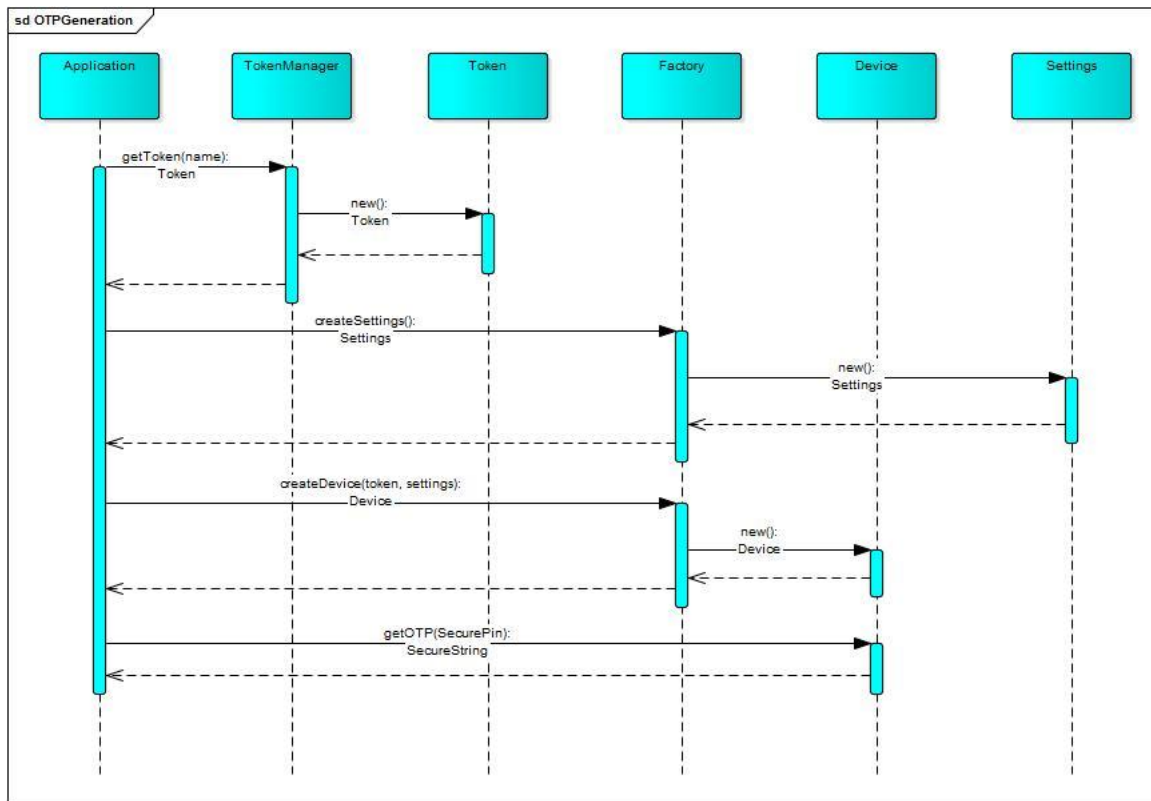 sd OTPGeneration
Application
TokenManager
Token
Factory
Device
Settings
getToken(name):
Token
new():
Token
createSettings():
Settings
new():
Settings
createDevice(token, settings):
Device
new():
Device
getOTP(SecurePin):
SecureString